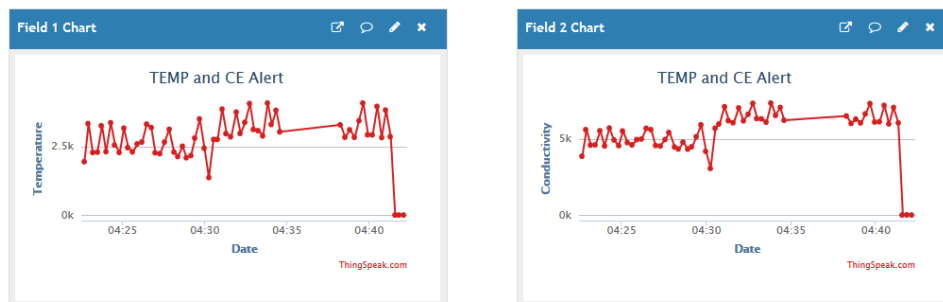 Field 1 Chart
TEMP and CE Alert
Temperature
2.5k
0k
04:25 04:30 04:35 04:40
Date
ThingSpeak.com
Field 2 Chart
TEMP and CE Alert
Conductivity
5k
0k
04:25 04:30 04:35 04:40
Date
ThingSpeak.com